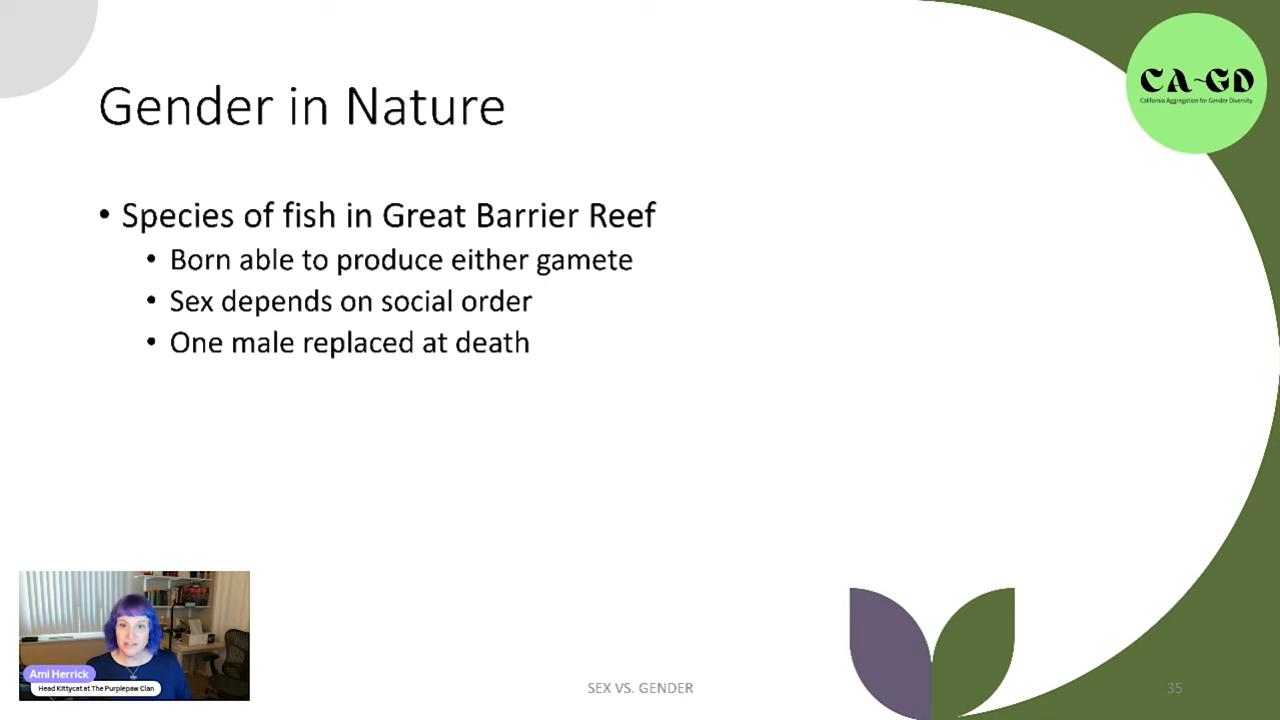 CA~GD
California Aggregation for Gender Diversity
Gender in Nature
• Species of fish in Great Barrier Reef
• Born able to produce either gamete
• Sex depends on social order
• One male replaced at death
Ami Herrick
Head Kittycat at The Purplepaw Clan
SEX VS. GENDER
35